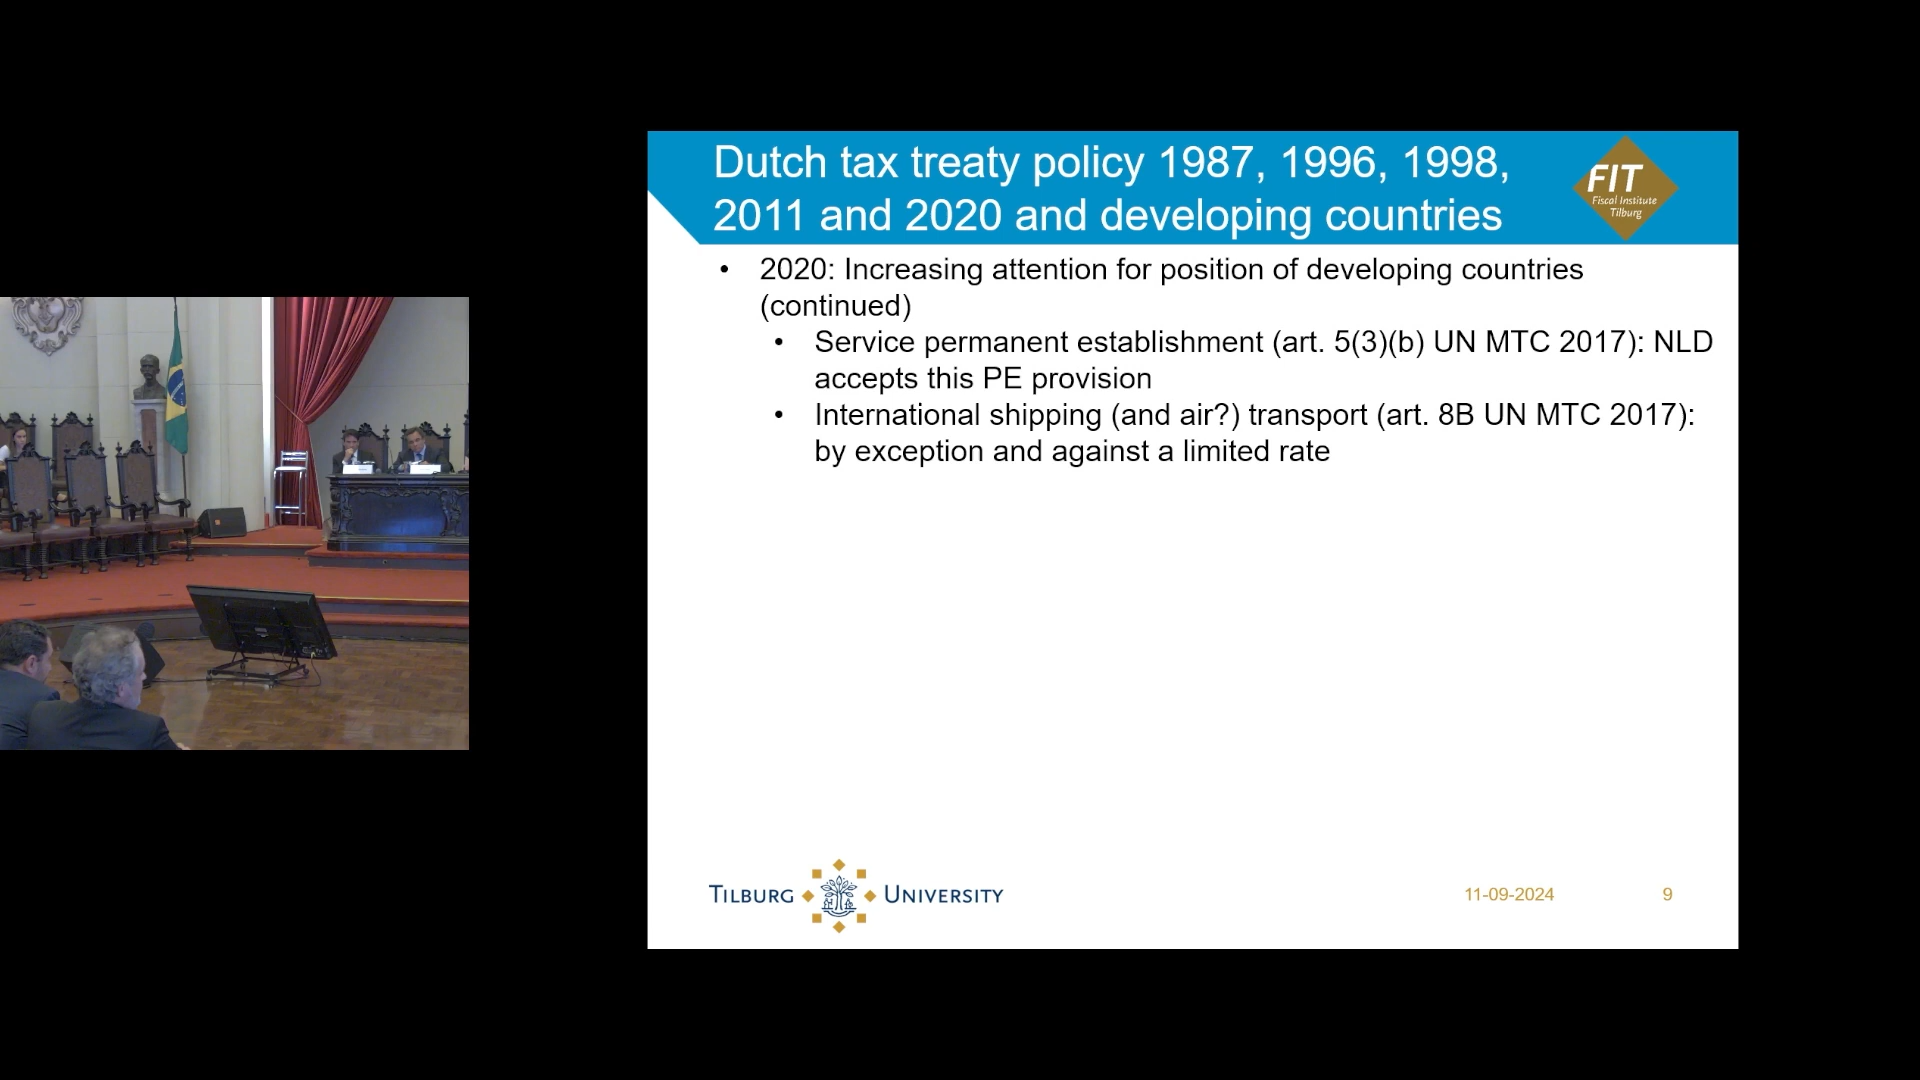 Dutch tax treaty policy 1987, 1996, 1998,
2011 and 2020 and developing countries
FIT
Fiscal Institute
Tilburg
• 2020: Increasing attention for position of developing countries
(continued)
• Service permanent establishment (art. 5(3)(b) UN MTC 2017): NLD
accepts this PE provision
• International shipping (and air?) transport (art. 8B UN MTC 2017):
by exception and against a limited rate
TILBURG UNIVERSITY
11-09-2024
9